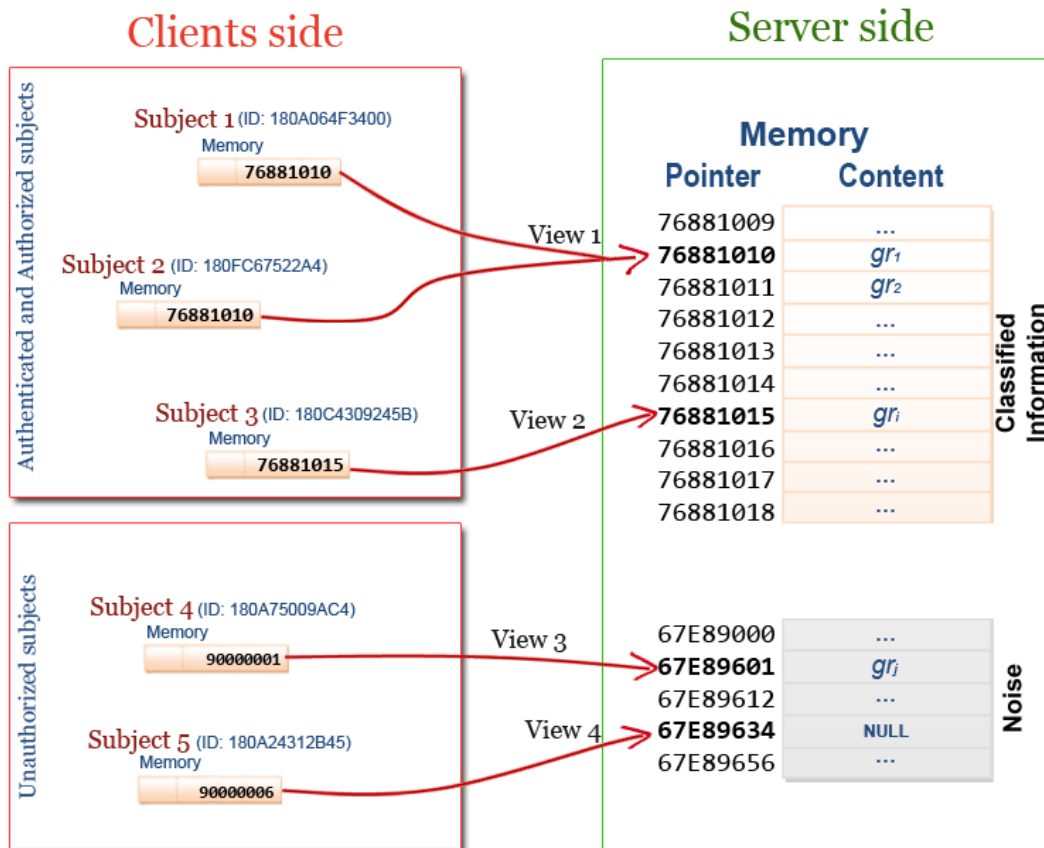 Clients side
Server side
Authenticated and Authorized subjects
Subject 1 (ID: 180A064F3400)
Memory
76881010
Subject 2 (ID: 180FC67522A4)
Memory
76881010
Subject 3 (ID: 180C4309245B)
Memory
76881015
View 1
View 2
Memory
Pointer Content
76881009 ...
76881010 gr1
76881011 gr2
76881012 ...
76881013 ...
76881014 ...
76881015 gri
76881016 ...
76881017 ...
76881018 ...
Classified
Information
Unauthorized subjects
Subject 4 (ID: 180A75009AC4)
Memory
90000001
Subject 5 (ID: 180A24312B45)
Memory
90000006
View 3
View 4
67E89000 ...
67E89601 grj
67E89612 ...
67E89634 NULL
67E89656 ...
Noise